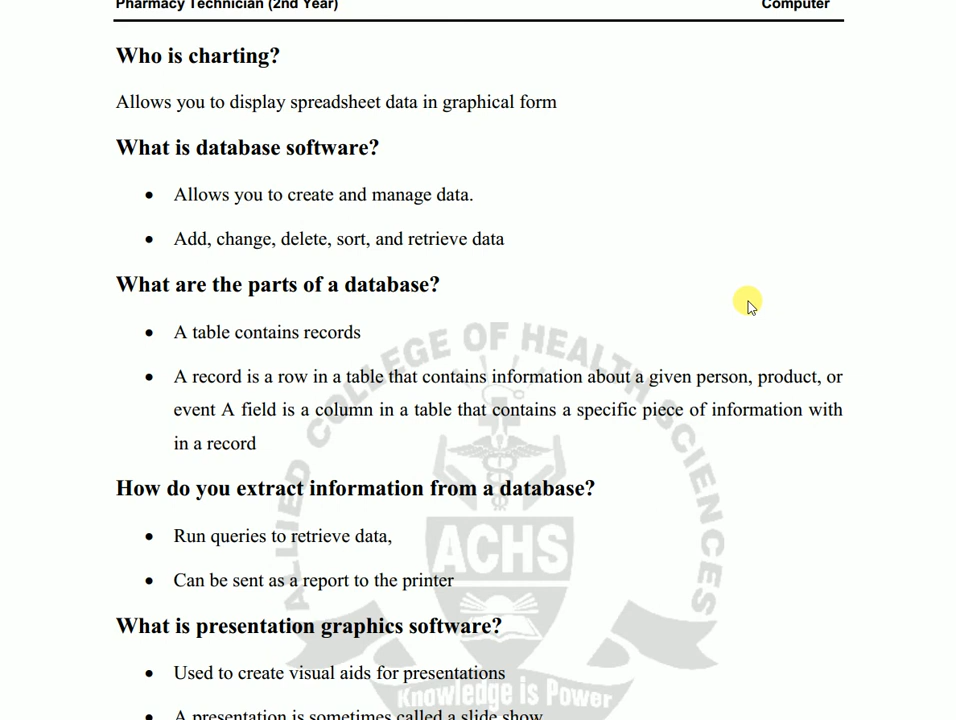 Pharmacy Technician (2nd Year) Computer
Who is charting?
Allows you to display spreadsheet data in graphical form
What is database software?
• Allows you to create and manage data.
• Add, change, delete, sort, and retrieve data
What are the parts of a database?
• A table contains records
• A record is a row in a table that contains information about a given person, product, or
event A field is a column in a table that contains a specific piece of information with
in a record
How do you extract information from a database?
• Run queries to retrieve data,
• Can be sent as a report to the printer
What is presentation graphics software?
• Used to create visual aids for presentations
• A presentation is sometimes called a slide show
ALLIED COLLEGE OF HEALTH SCIENCES
ACHS
Knowledge is Power